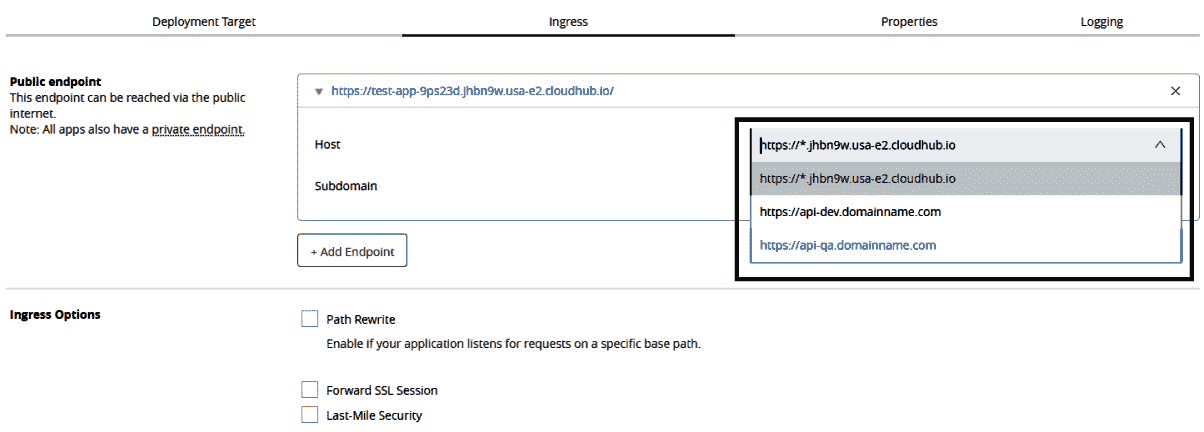 Deployment Target Ingress Properties Logging
Public endpoint
This endpoint can be reached via the public
internet.
Note: All apps also have a private endpoint.
https://test-app-9ps23d.jhbn9w.usa-e2.cloudhub.io/
Host
https://*.jhbn9w.usa-e2.cloudhub.io
https://*.jhbn9w.usa-e2.cloudhub.io
Subdomain
https://api-dev.domainname.com
https://api-qa.domainname.com
+ Add Endpoint
Ingress Options
Path Rewrite
Enable if your application listens for requests on a specific base path.
Forward SSL Session
Last-Mile Security